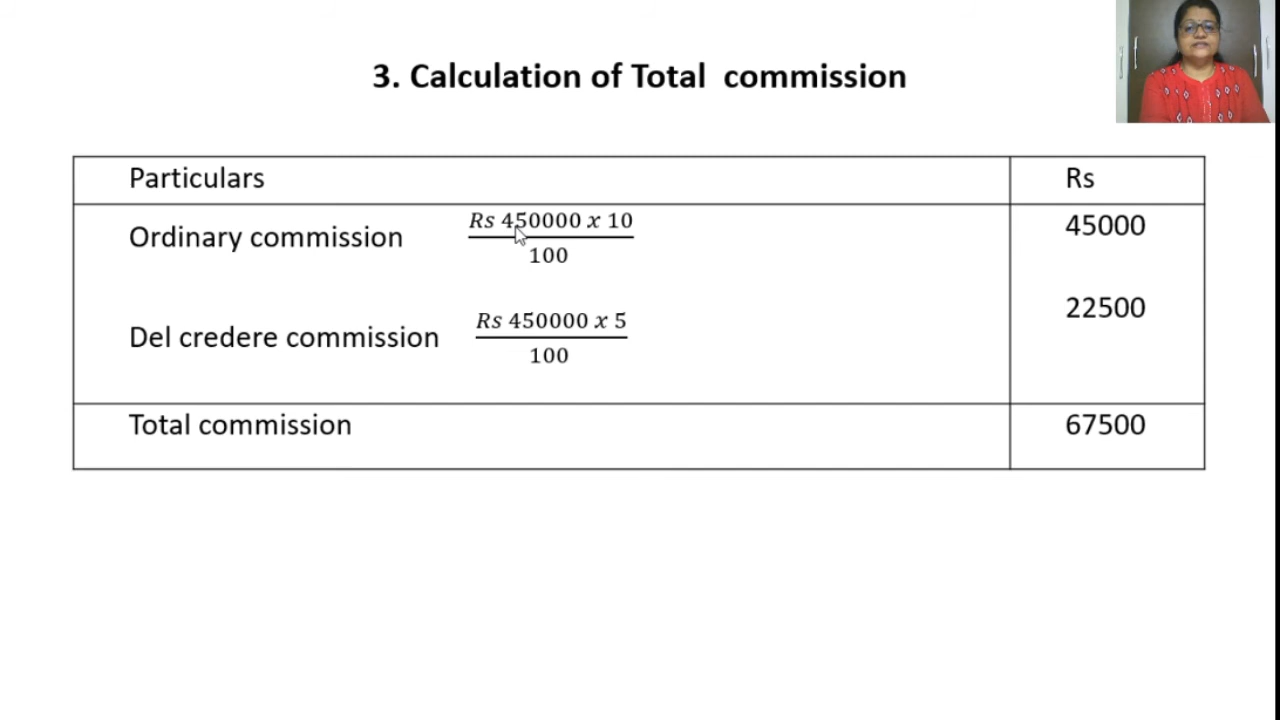 3. Calculation of Total commission
Particulars Rs
Ordinary commission Rs 450000 x 10 45000
100
Del credere commission Rs 450000 x 5 22500
100
Total commission 67500